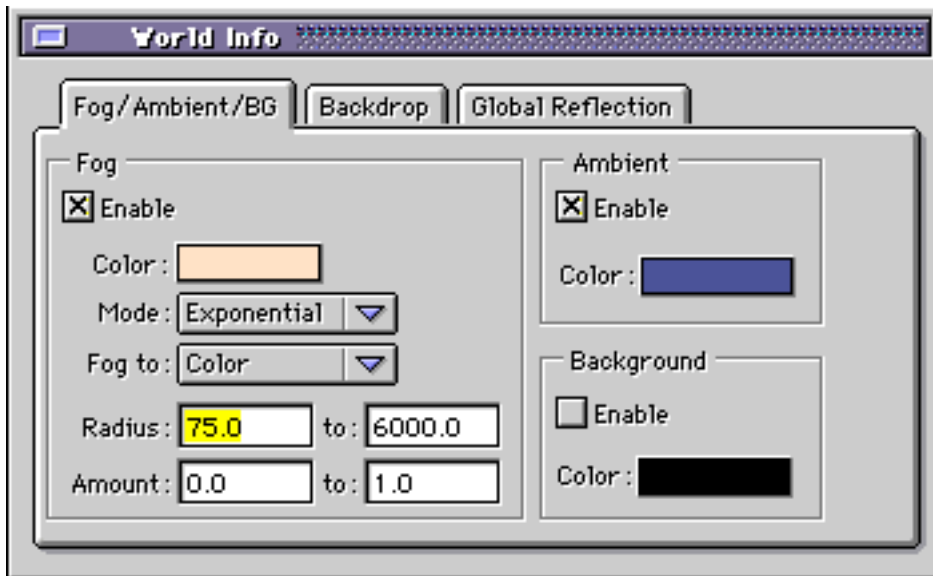 World Info
Fog/Ambient/BG Backdrop Global Reflection
Fog
Enable
Color:
Mode: Exponential
Fog to: Color
Radius: 75.0 to: 6000.0
Amount: 0.0 to: 1.0
Ambient
Enable
Color:
Background
Enable
Color: